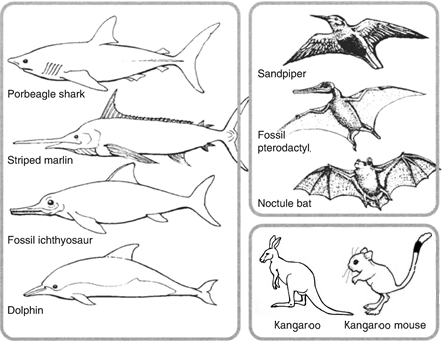 Porbeagle shark
Striped marlin
Fossil ichthyosaur
Dolphin
Sandpiper
Fossil
pterodactyl.
Noctule bat
Kangaroo
Kangaroo mouse